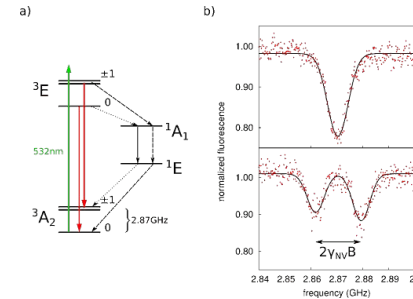 a)
³E
±1
0
¹A₁
532nm
¹E
³A₂
±1
0
2.87GHz
b)
1.00
0.90
0.80
normalized fluorescence
1.00
0.90
0.80
2γNVB
2.84 2.85 2.86 2.87 2.88 2.89
frequency (GHz)